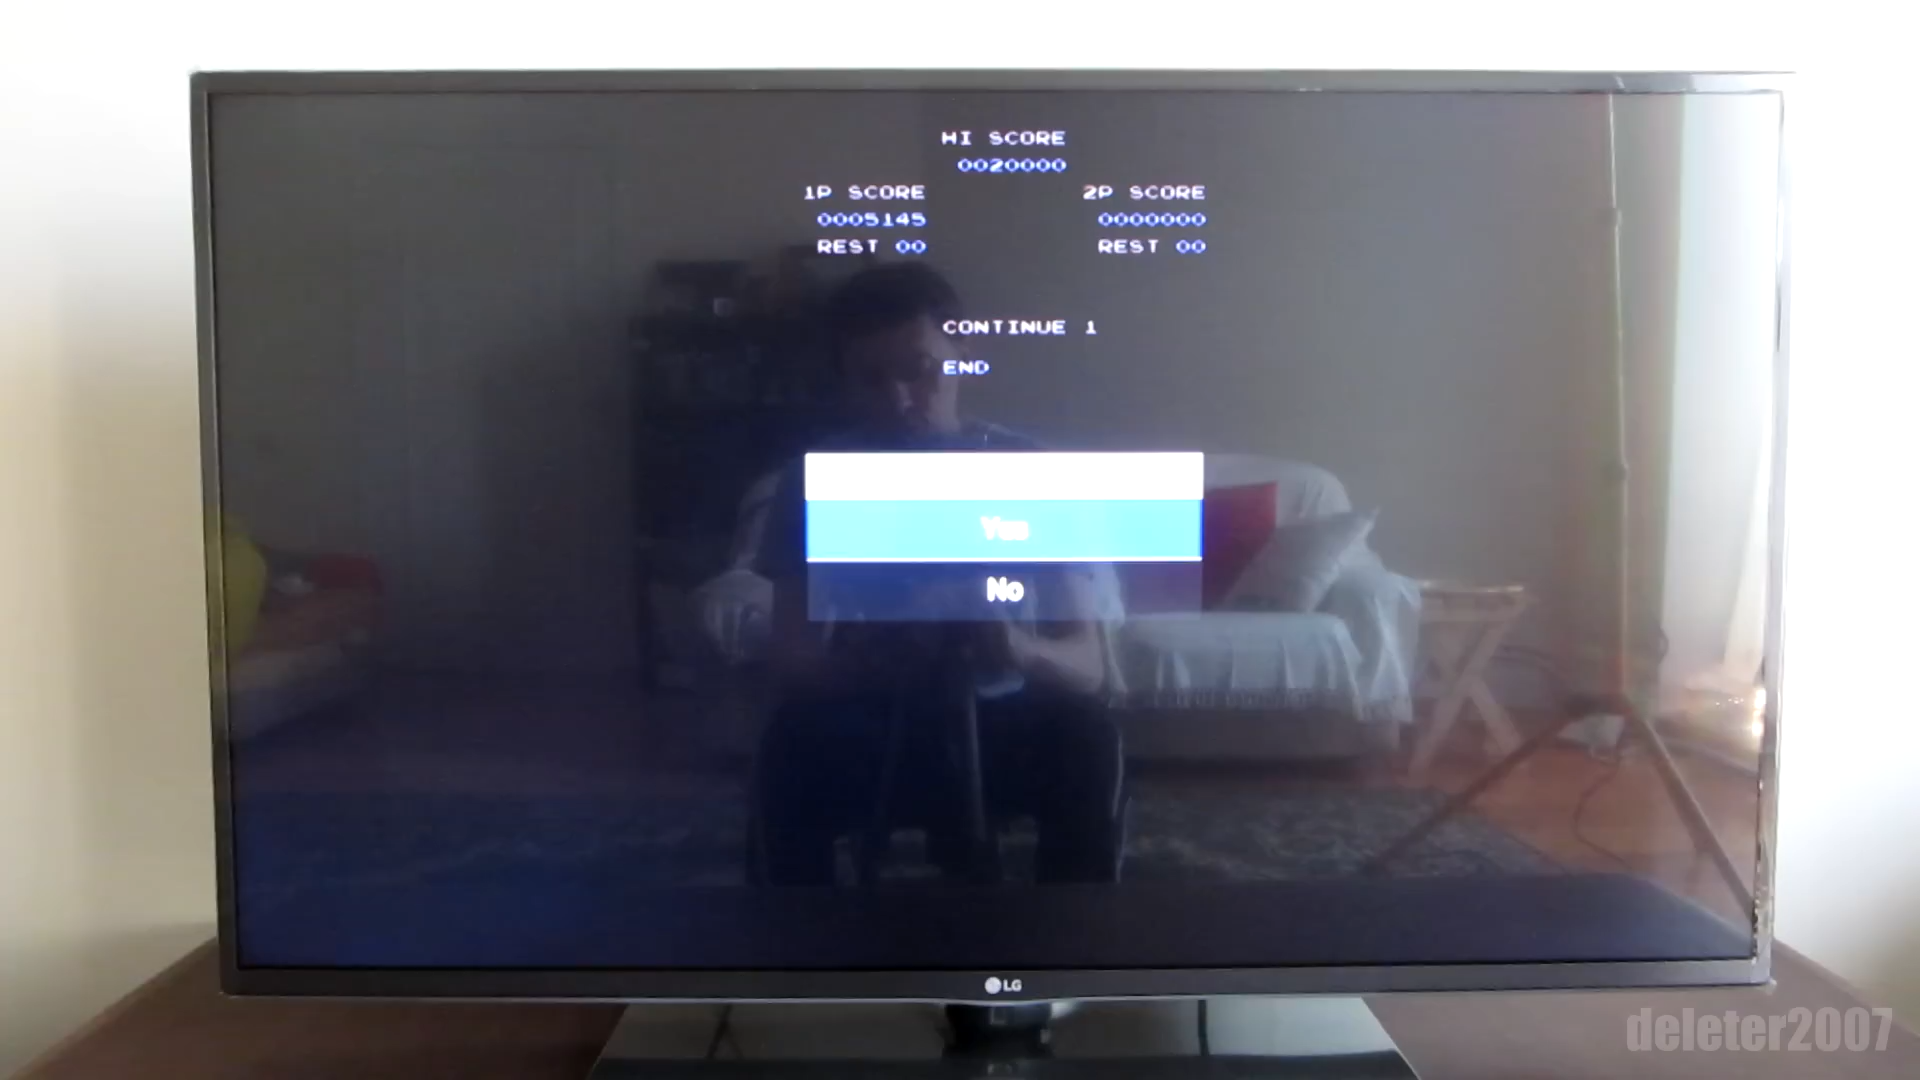 HI SCORE
0020000
1P SCORE 2P SCORE
0005145 0000000
REST 00 REST 00
CONTINUE 1
END
Yes
No
LG
deleter2007